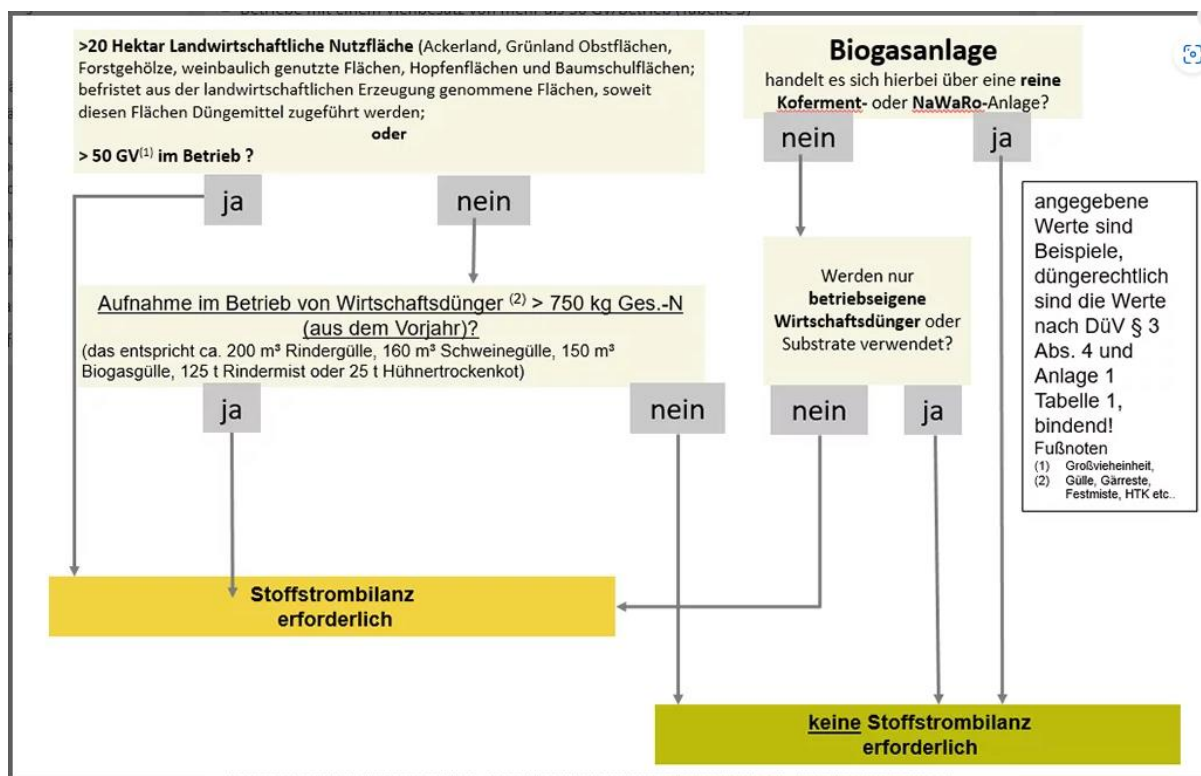 >20 Hektar Landwirtschaftliche Nutzfläche (Ackerland, Grünland Obstflächen,
Forstgehölze, weinbaulich genutzte Flächen, Hopfenflächen und Baumschulflächen;
befristet aus der landwirtschaftlichen Erzeugung genommene Flächen, soweit
diesen Flächen Düngemittel zugeführt werden;
oder
> 50 GV(1) im Betrieb ?
ja
nein
Aufnahme im Betrieb von Wirtschaftsdünger (2) > 750 kg Ges.-N
(aus dem Vorjahr)?
(das entspricht ca. 200 m³ Rindergülle, 160 m³ Schweinegülle, 150 m³
Biogasgülle, 125 t Rindermist oder 25 t Hühnertrockenkot)
ja
nein
Biogasanlage
handelt es sich hierbei über eine reine
Koferment- oder NaWaRo-Anlage?
nein
ja
Werden nur
betriebseigene
Wirtschaftsdünger oder
Substrate verwendet?
nein
ja
angegebene
Werte sind
Beispiele,
düngerechtlich
sind die Werte
nach DüV § 3
Abs. 4 und
Anlage 1
Tabelle 1,
bindend!
Fußnoten
(1) Großvieheinheit,
(2) Gülle, Gärreste,
Festmiste, HTK etc..
Stoffstrombilanz
erforderlich
keine Stoffstrombilanz
erforderlich